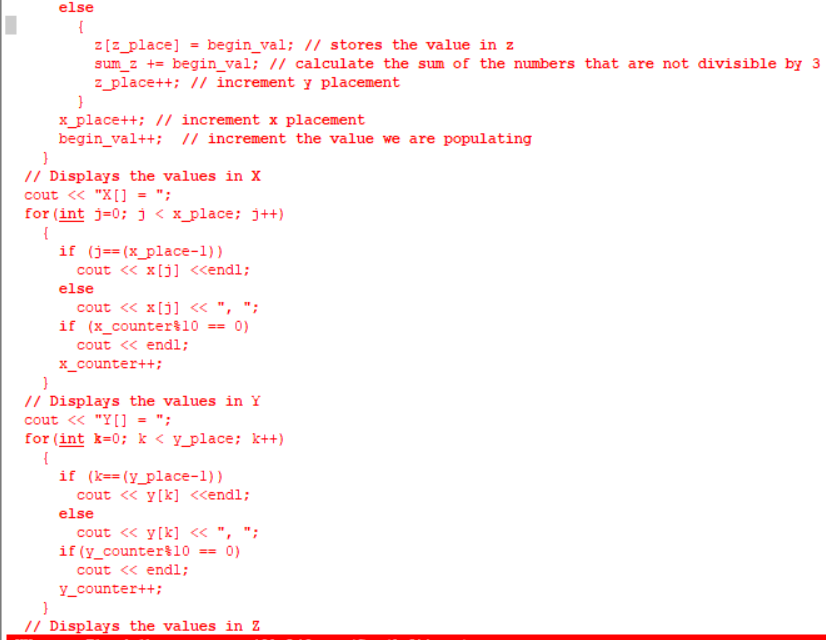 else
{
z[z_place] = begin_val; // stores the value in z
sum_z += begin_val; // calculate the sum of the numbers that are not divisible by 3
z_place++; // increment y placement
}
x_place++; // increment x placement
begin_val++;  // increment the value we are populating
}
// Displays the values in X
cout << "X[] = ";
for(int j=0; j < x_place; j++)
{
if (j==(x_place-1))
cout << x[j] <<endl;
else
cout << x[j] << ", ";
if (x_counter%10 == 0)
cout << endl;
x_counter++;
}
// Displays the values in Y
cout << "Y[] = ";
for(int k=0; k < y_place; k++)
{
if (k==(y_place-1))
cout << y[k] <<endl;
else
cout << y[k] << ", ";
if(y_counter%10 == 0)
cout << endl;
y_counter++;
}
// Displays the values in Z